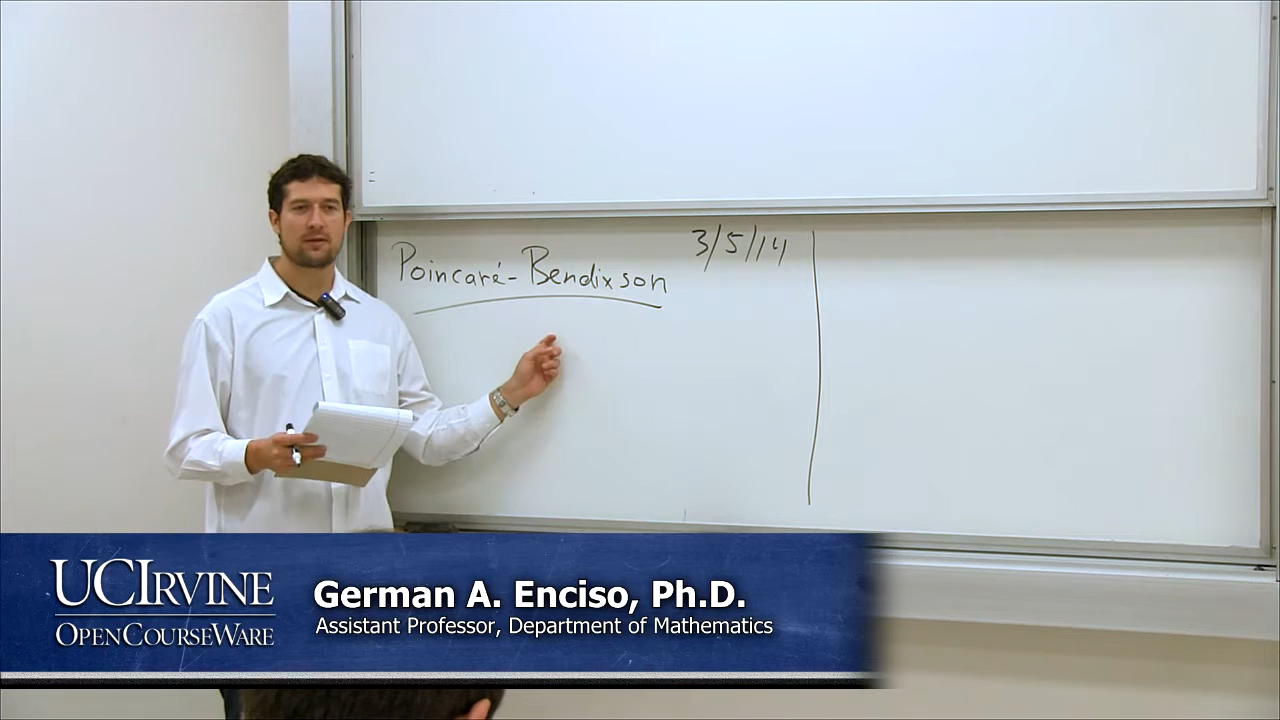 Poincaré-Bendixson
3/5/14
UCIRVINE
OPENCOURSEWARE
German A. Enciso, Ph.D.
Assistant Professor, Department of Mathematics